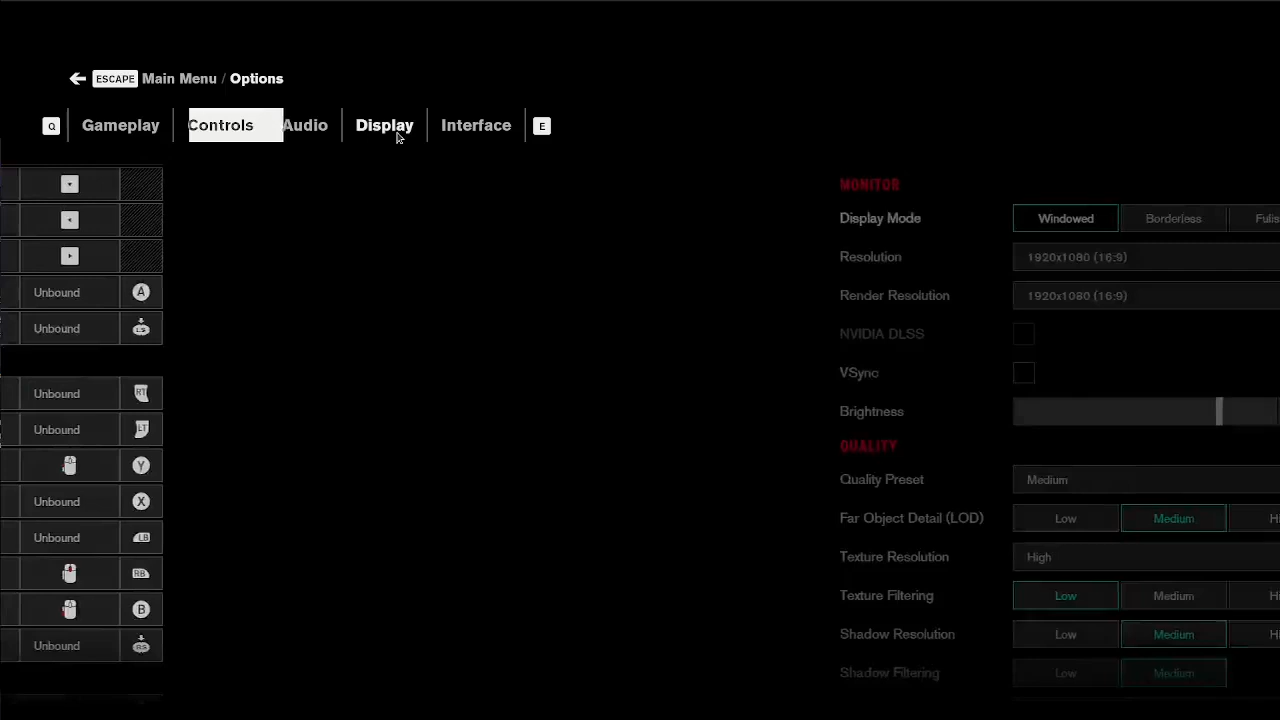 ESCAPE Main Menu / Options
Q Gameplay Controls Audio Display Interface E
Unbound A
Unbound LS
Unbound RT
Unbound LT
Y
Unbound X
Unbound LB
RB
B
Unbound RS
MONITOR
Display Mode Windowed Borderless
Resolution 1920x1080 (16:9)
Render Resolution 1920x1080 (16:9)
NVIDIA DLSS
VSync
Brightness
QUALITY
Quality Preset Medium
Far Object Detail (LOD) Low Medium
Texture Resolution High
Texture Filtering Low Medium
Shadow Resolution Low Medium
Shadow Filtering Low Medium